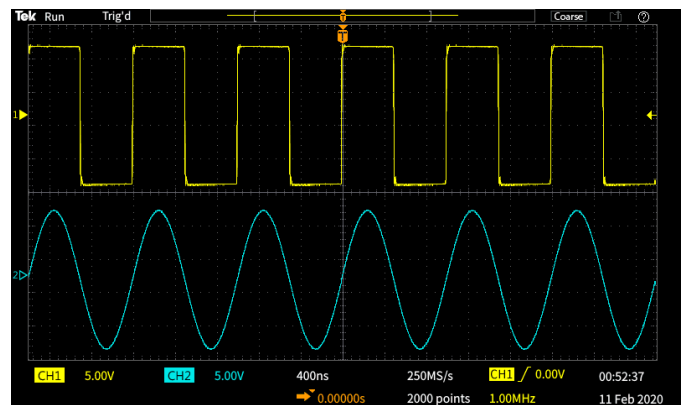 Tek Run Trig'd T Coarse ?
T
1
2
CH1 5.00V CH2 5.00V 400ns 250MS/s CH1 / 0.00V 00:52:37
0.00000s 2000 points 1.00MHz 11 Feb 2020